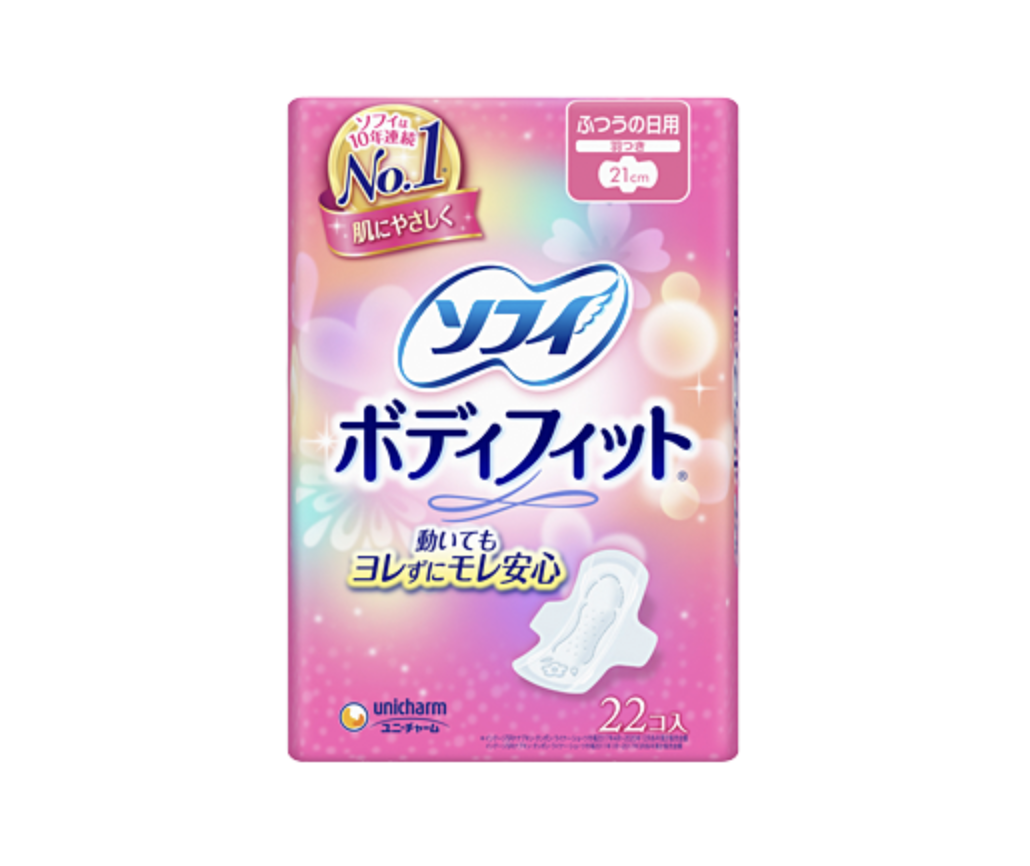 ソフィは
10年連続
No.1
肌にやさしく
ふつうの日用
羽つき
21cm
ソフィ
ボディフィット®
動いても
ヨレずにモレ安心
unicharm
ユニ・チャーム
22コ入